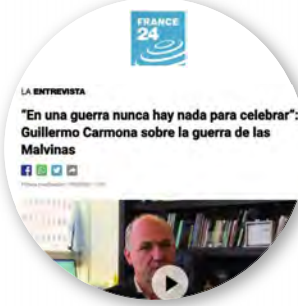 FRANCE
24
LA ENTREVISTA
"En una guerra nunca hay nada para celebrar":
Guillermo Carmona sobre la guerra de las
Malvinas